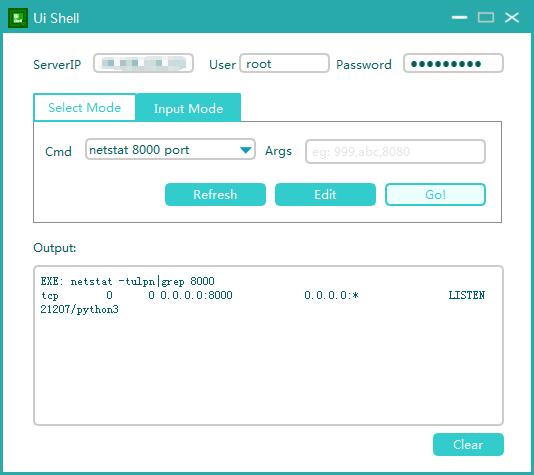 Ui Shell
ServerIP User root Password ●●●●●●●●●
Select Mode Input Mode
Cmd netstat 8000 port Args eg: 999,abc,8080
Refresh Edit Go!
Output:
EXE: netstat -tulpn|grep 8000
tcp 0 0 0.0.0.0:8000 0.0.0.0:* LISTEN
21207/python3
Clear